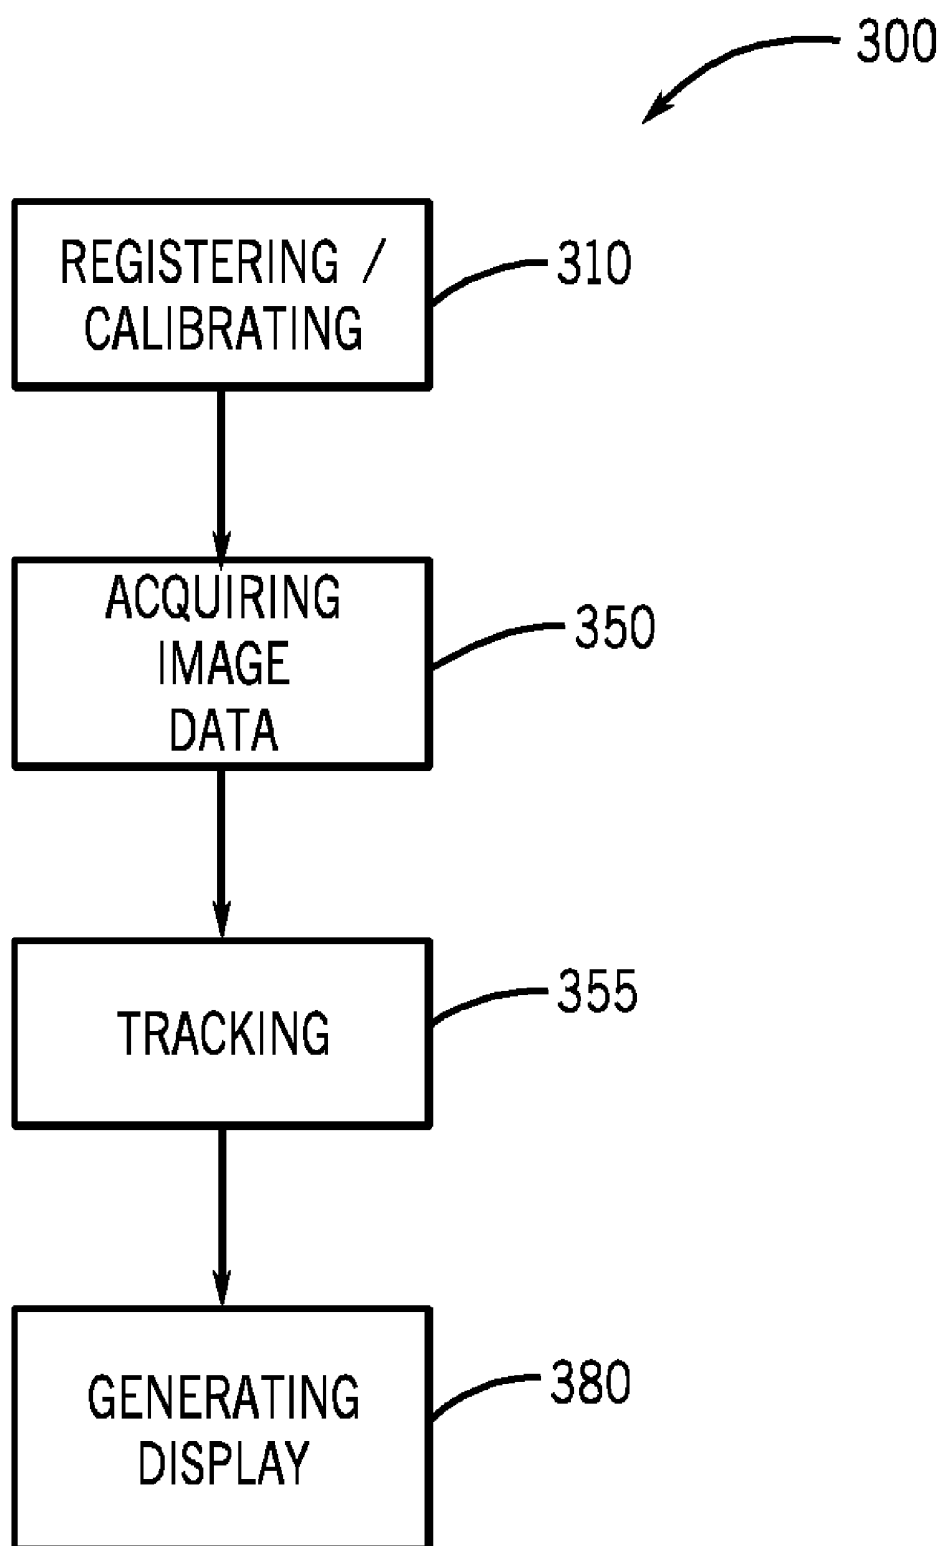 300
REGISTERING /
CALIBRATING
310
ACQUIRING
IMAGE
DATA
350
TRACKING
355
GENERATING
DISPLAY
380